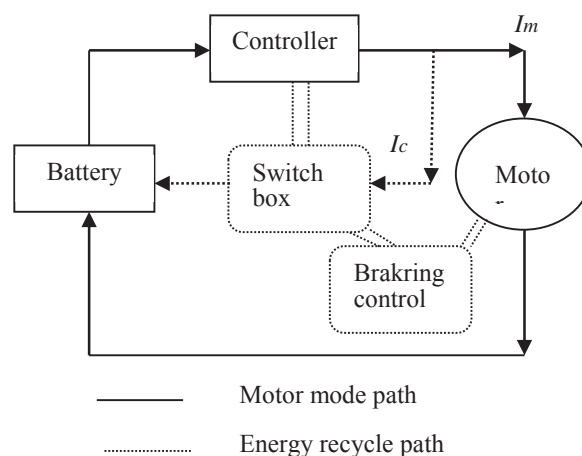 Controller
Im
Battery
Switch
box
Ic
Moto
Brakring
control
Motor mode path
Energy recycle path